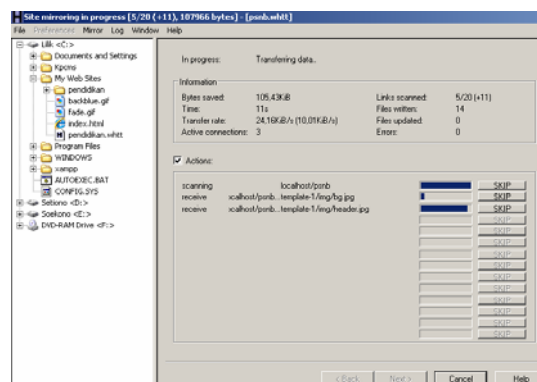 Site mirroring in progress [5/20 (+11), 107966 bytes] - [psnb.whtt]
File Preferences Mirror Log Window Help
Lilik <C:>
Documents and Settings
Kpcms
My Web Sites
pendidikan
backblue.gif
fade.gif
index.html
pendidikan.whtt
Program Files
WINDOWS
xampp
AUTOEXEC.BAT
CONFIG.SYS
Setiono <D:>
Soekono <E:>
DVD-RAM Drive <F:>
In progress: Transferring data..
Information
Bytes saved: 105,43KiB Links scanned: 5/20 (+11)
Time: 11s Files written: 14
Transfer rate: 24,16KiB/s (10,01KiB/s) Files updated: 0
Active connections: 3 Errors: 0
Actions:
scanning localhost/psnb SKIP
receive xcalhost/psnb...template-1/img/bg.jpg SKIP
receive xcalhost/psnb...template-1/img/header.jpg SKIP
SKIP
SKIP
SKIP
SKIP
SKIP
SKIP
SKIP
SKIP
SKIP
SKIP
SKIP
< Back Next > Cancel Help